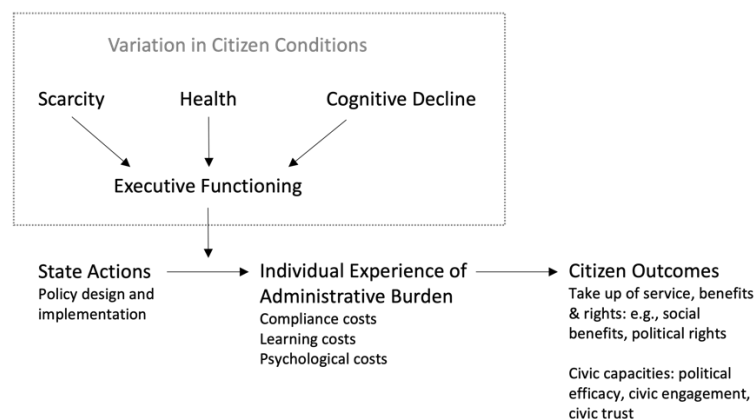 Variation in Citizen Conditions
Scarcity
Health
Cognitive Decline
Executive Functioning
State Actions
Policy design and
implementation
Individual Experience of
Administrative Burden
Compliance costs
Learning costs
Psychological costs
Citizen Outcomes
Take up of service, benefits
& rights: e.g., social
benefits, political rights
Civic capacities: political
efficacy, civic engagement,
civic trust